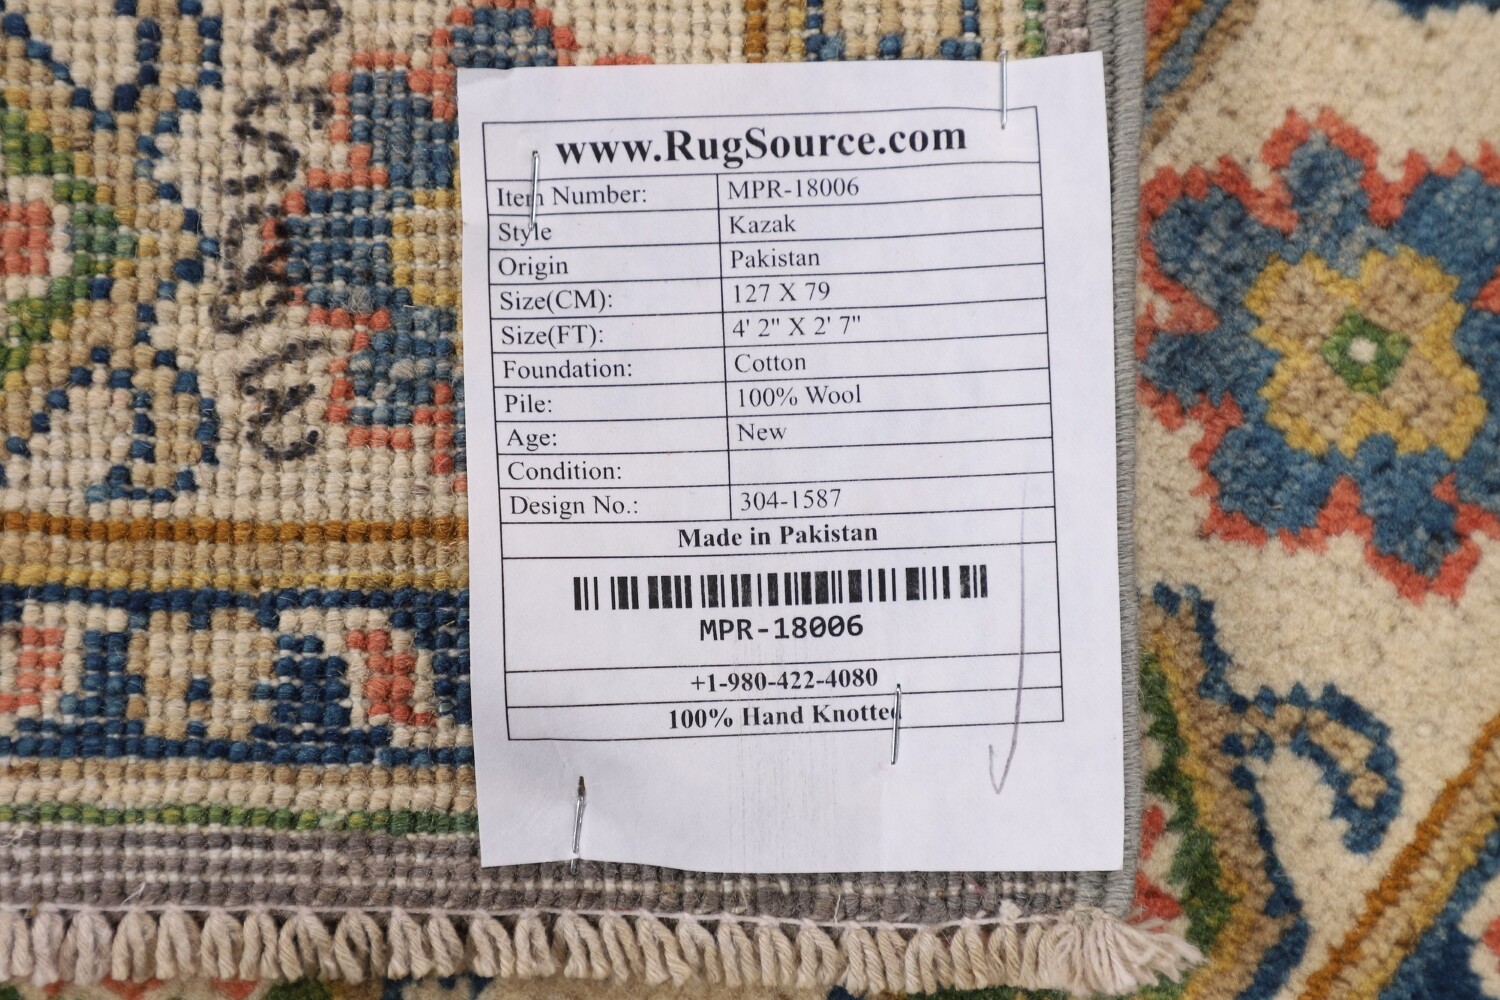 www.RugSource.com
Item Number: MPR-18006
Style Kazak
Origin Pakistan
Size(CM): 127 X 79
Size(FT): 4' 2" X 2' 7"
Foundation: Cotton
Pile: 100% Wool
Age: New
Condition:
Design No.: 304-1587
Made in Pakistan
MPR-18006
+1-980-422-4080
100% Hand Knotted